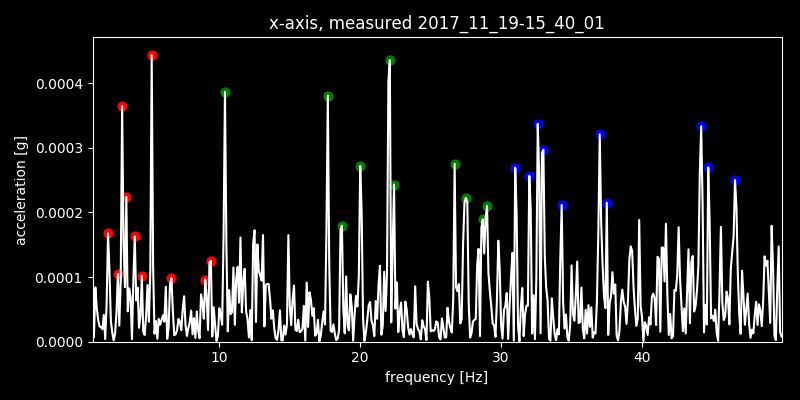 x-axis, measured 2017_11_19-15_40_01
acceleration [g]
0.0004
0.0003
0.0002
0.0001
0.0000
10 20 30 40
frequency [Hz]